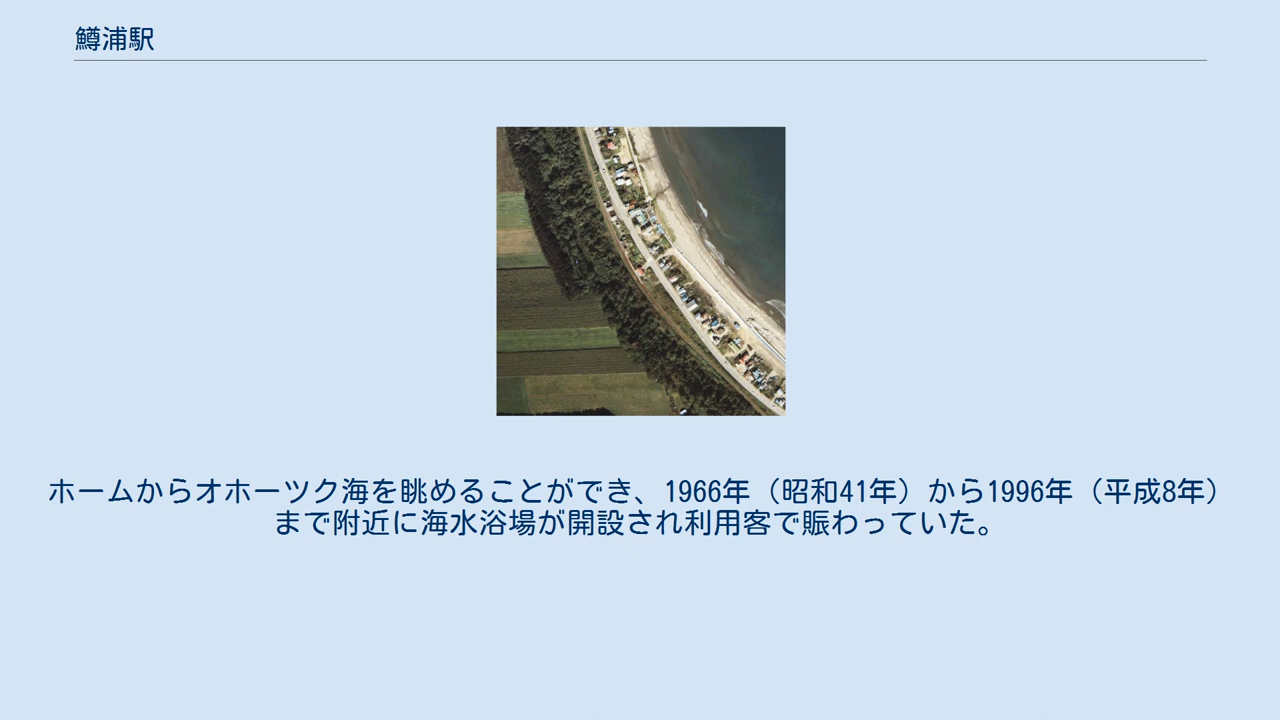 鱒浦駅
ホームからオホーツク海を眺めることができ、1966年（昭和41年）から1996年（平成8年）
まで附近に海水浴場が開設され利用客で賑わっていた。